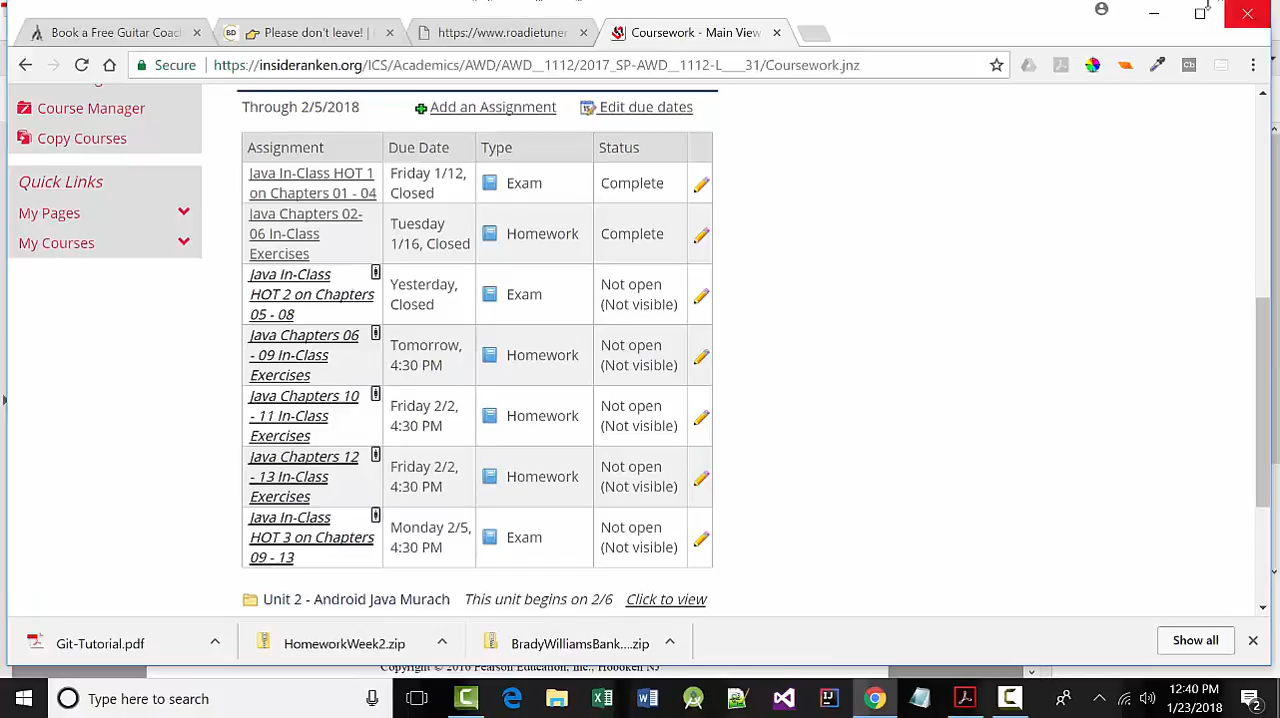 Book a Free Guitar Coac
BD
Please don't leave! |
https://www.roadietune
Coursework - Main View
Secure
https://insideranken.org/ICS/Academics/AWD/AWD__1112/2017_SP-AWD__1112-L___31/Coursework.jnz
Course Manager
Copy Courses
Quick Links
My Pages
My Courses
Through 2/5/2018
Add an Assignment
Edit due dates
Assignment
Due Date
Type
Status
Java In-Class HOT 1
on Chapters 01 - 04
Friday 1/12,
Closed
Exam
Complete
Java Chapters 02-
06 In-Class
Exercises
Tuesday
1/16, Closed
Homework
Complete
Java In-Class
HOT 2 on Chapters
05 - 08
Yesterday,
Closed
Exam
Not open
(Not visible)
Java Chapters 06
- 09 In-Class
Exercises
Tomorrow,
4:30 PM
Homework
Not open
(Not visible)
Java Chapters 10
- 11 In-Class
Exercises
Friday 2/2,
4:30 PM
Homework
Not open
(Not visible)
Java Chapters 12
- 13 In-Class
Exercises
Friday 2/2,
4:30 PM
Homework
Not open
(Not visible)
Java In-Class
HOT 3 on Chapters
09 - 13
Monday 2/5,
4:30 PM
Exam
Not open
(Not visible)
Unit 2 - Android Java Murach
This unit begins on 2/6
Click to view
Git-Tutorial.pdf
HomeworkWeek2.zip
BradyWilliamsBank....zip
Show all
Copyright © 2016 Pearson Education, Inc., Hoboken NJ
Type here to search
12:40 PM
1/23/2018
2